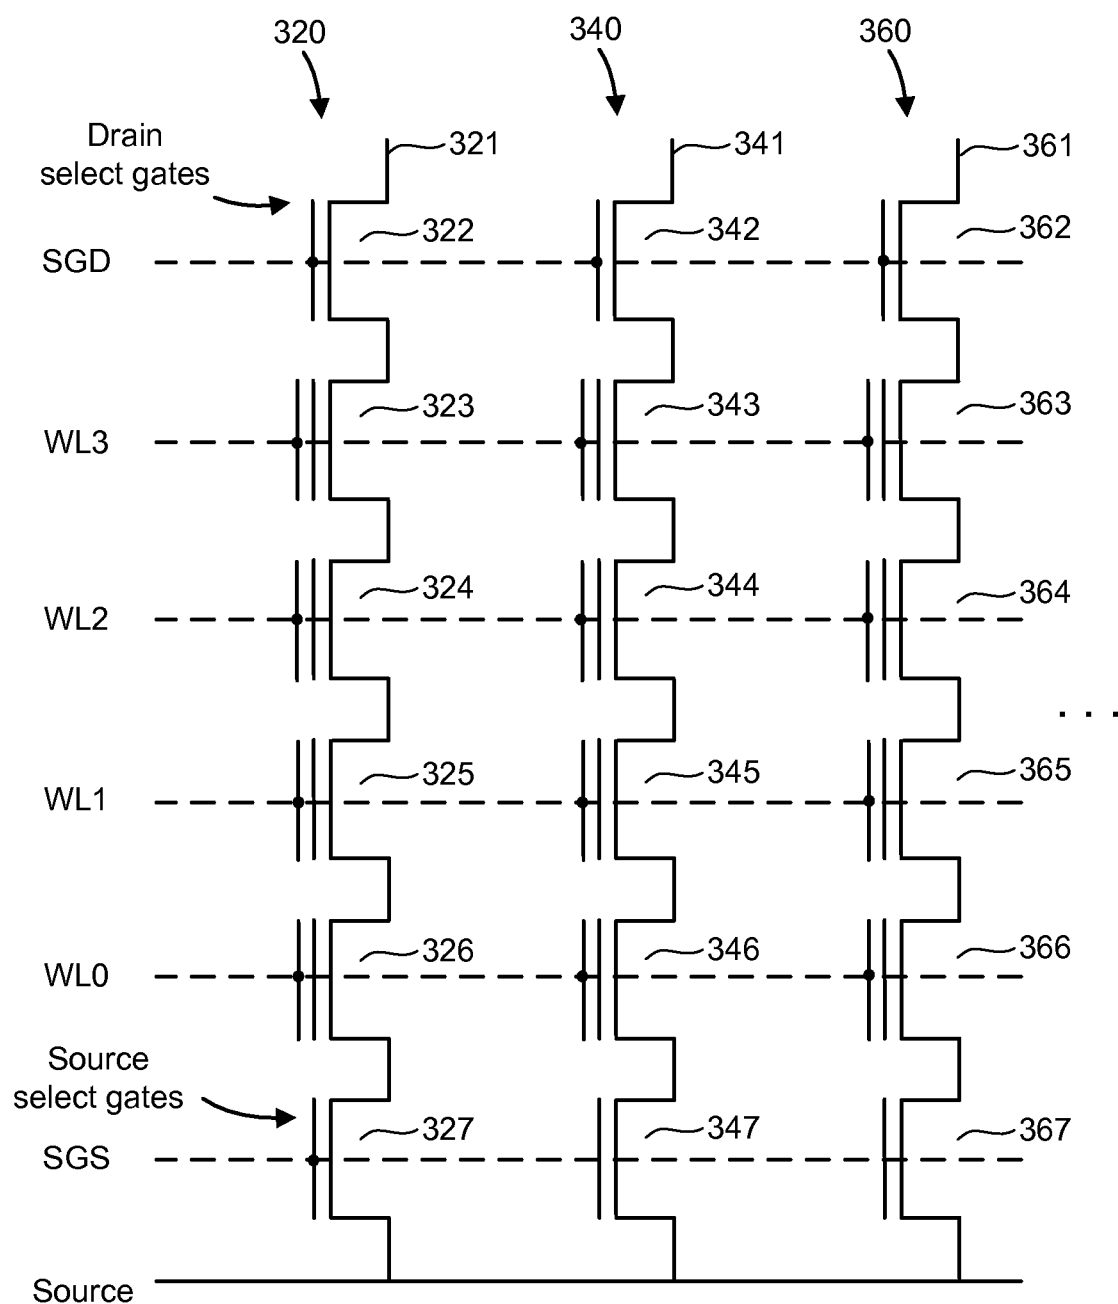 320 340 360
Drain
select gates
321 341 361
322 342 362
SGD
323 343 363
WL3
324 344 364
WL2
. . .
325 345 365
WL1
326 346 366
WL0
Source
select gates
327 347 367
SGS
Source